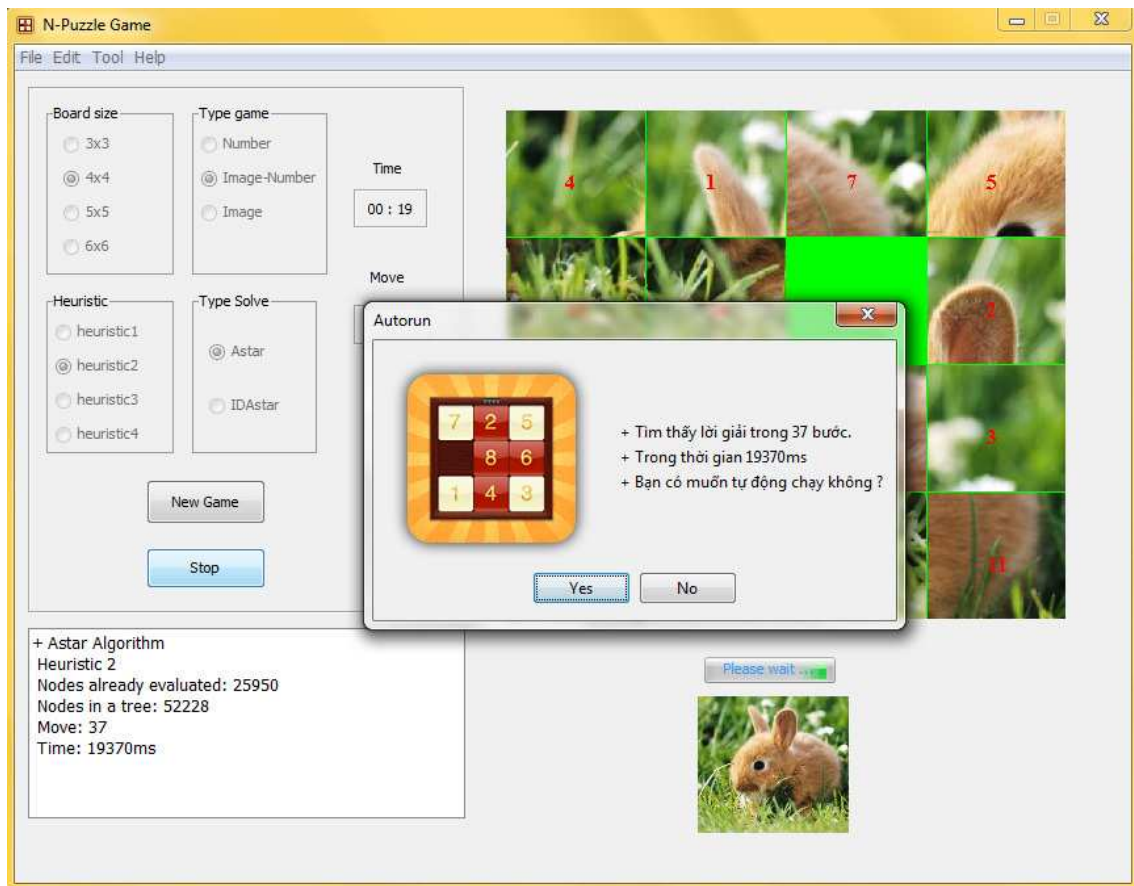 N-Puzzle Game
File Edit Tool Help
Board size
3x3
4x4
5x5
6x6
Type game
Number
Image-Number
Image
Time
00 : 19
Move
Heuristic
heuristic1
heuristic2
heuristic3
heuristic4
Type Solve
Astar
IDAstar
New Game
Stop
4 1 7 5
2
3
11
Autorun
7 2 5
8 6
1 4 3
+ Tìm thấy lời giải trong 37 bước.
+ Trong thời gian 19370ms
+ Bạn có muốn tự động chạy không ?
Yes No
+ Astar Algorithm
Heuristic 2
Nodes already evaluated: 25950
Nodes in a tree: 52228
Move: 37
Time: 19370ms
Please wait ....